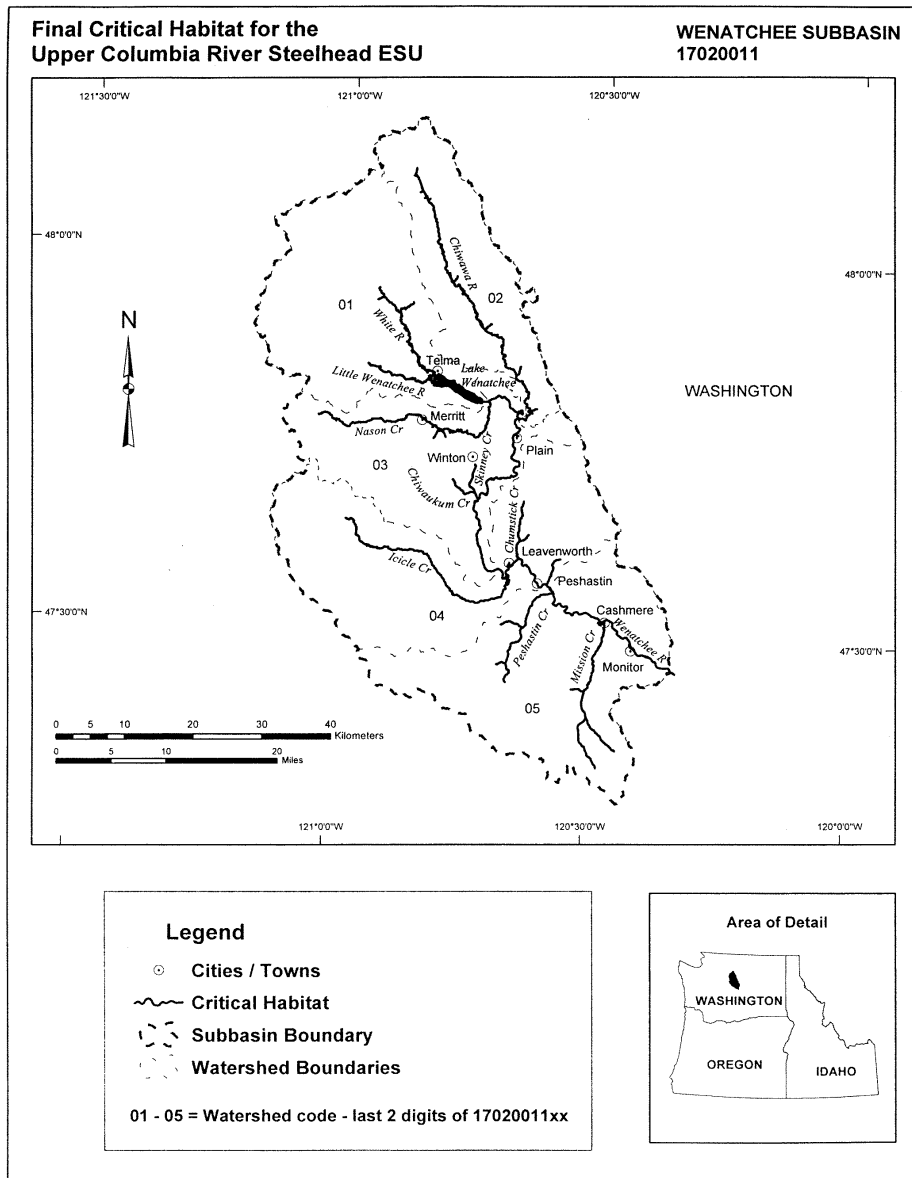 Final Critical Habitat for the
Upper Columbia River Steelhead ESU
WENATCHEE SUBBASIN
17020011
121°30'0"W
121°0'0"W
120°30'0"W
48°0'0"N
48°0'0"N
N
01
02
Chiwawa R
White R
Telma
Lake
Wenatchee
Little Wenatchee R
WASHINGTON
Merritt
Nason Cr
Plain
Winton
Skinney Cr
03
Chiwaukum Cr
Chumstick Cr
Leavenworth
Icicle Cr
Peshastin
47°30'0"N
04
Cashmere
Peshastin Cr
Mission Cr
Wenatchee R
47°30'0"N
Monitor
05
0 5 10 20 30 40
Kilometers
0 5 10 20
Miles
121°0'0"W
120°30'0"W
120°0'0"W
Legend
Cities / Towns
Critical Habitat
Subbasin Boundary
Watershed Boundaries
01 - 05 = Watershed code - last 2 digits of 17020011xx
Area of Detail
WASHINGTON
OREGON
IDAHO